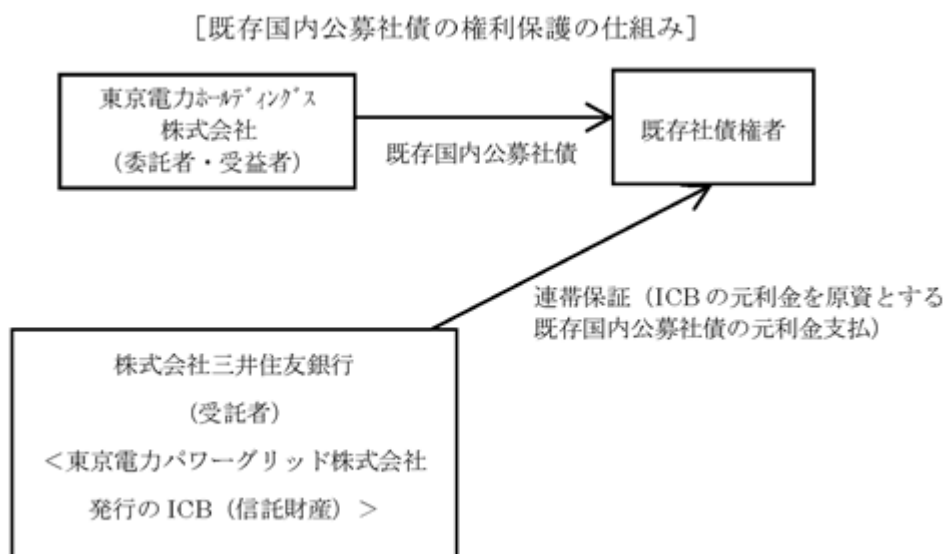 ［既存国内公募社債の権利保護の仕組み］
東京電力ﾎｰﾙﾃﾞｨﾝｸﾞｽ
株式会社
（委託者・受益者）
既存国内公募社債
既存社債権者
連帯保証（ICB の元利金を原資とする
既存国内公募社債の元利金支払）
株式会社三井住友銀行
（受託者）
＜東京電力パワーグリッド株式会社
発行の ICB（信託財産）＞